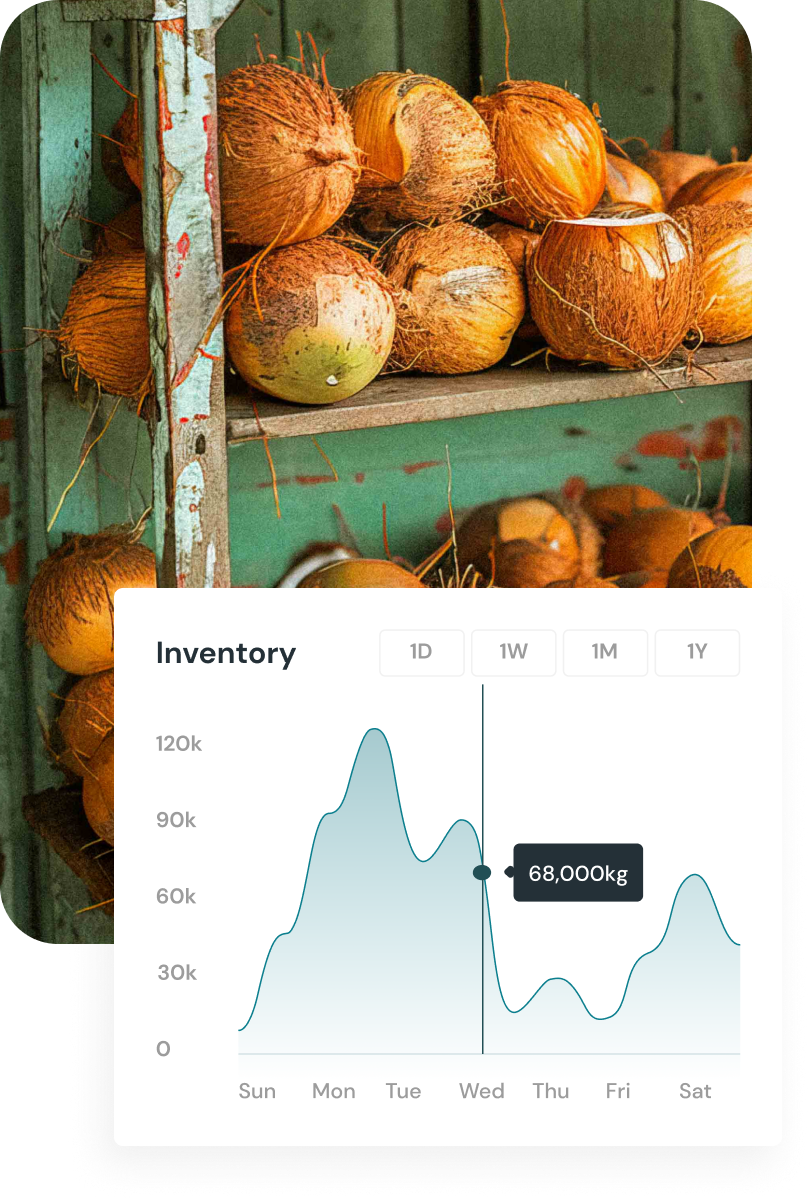 Inventory
1D 1W 1M 1Y
120k
90k
68,000kg
60k
30k
0
Sun Mon Tue Wed Thu Fri Sat